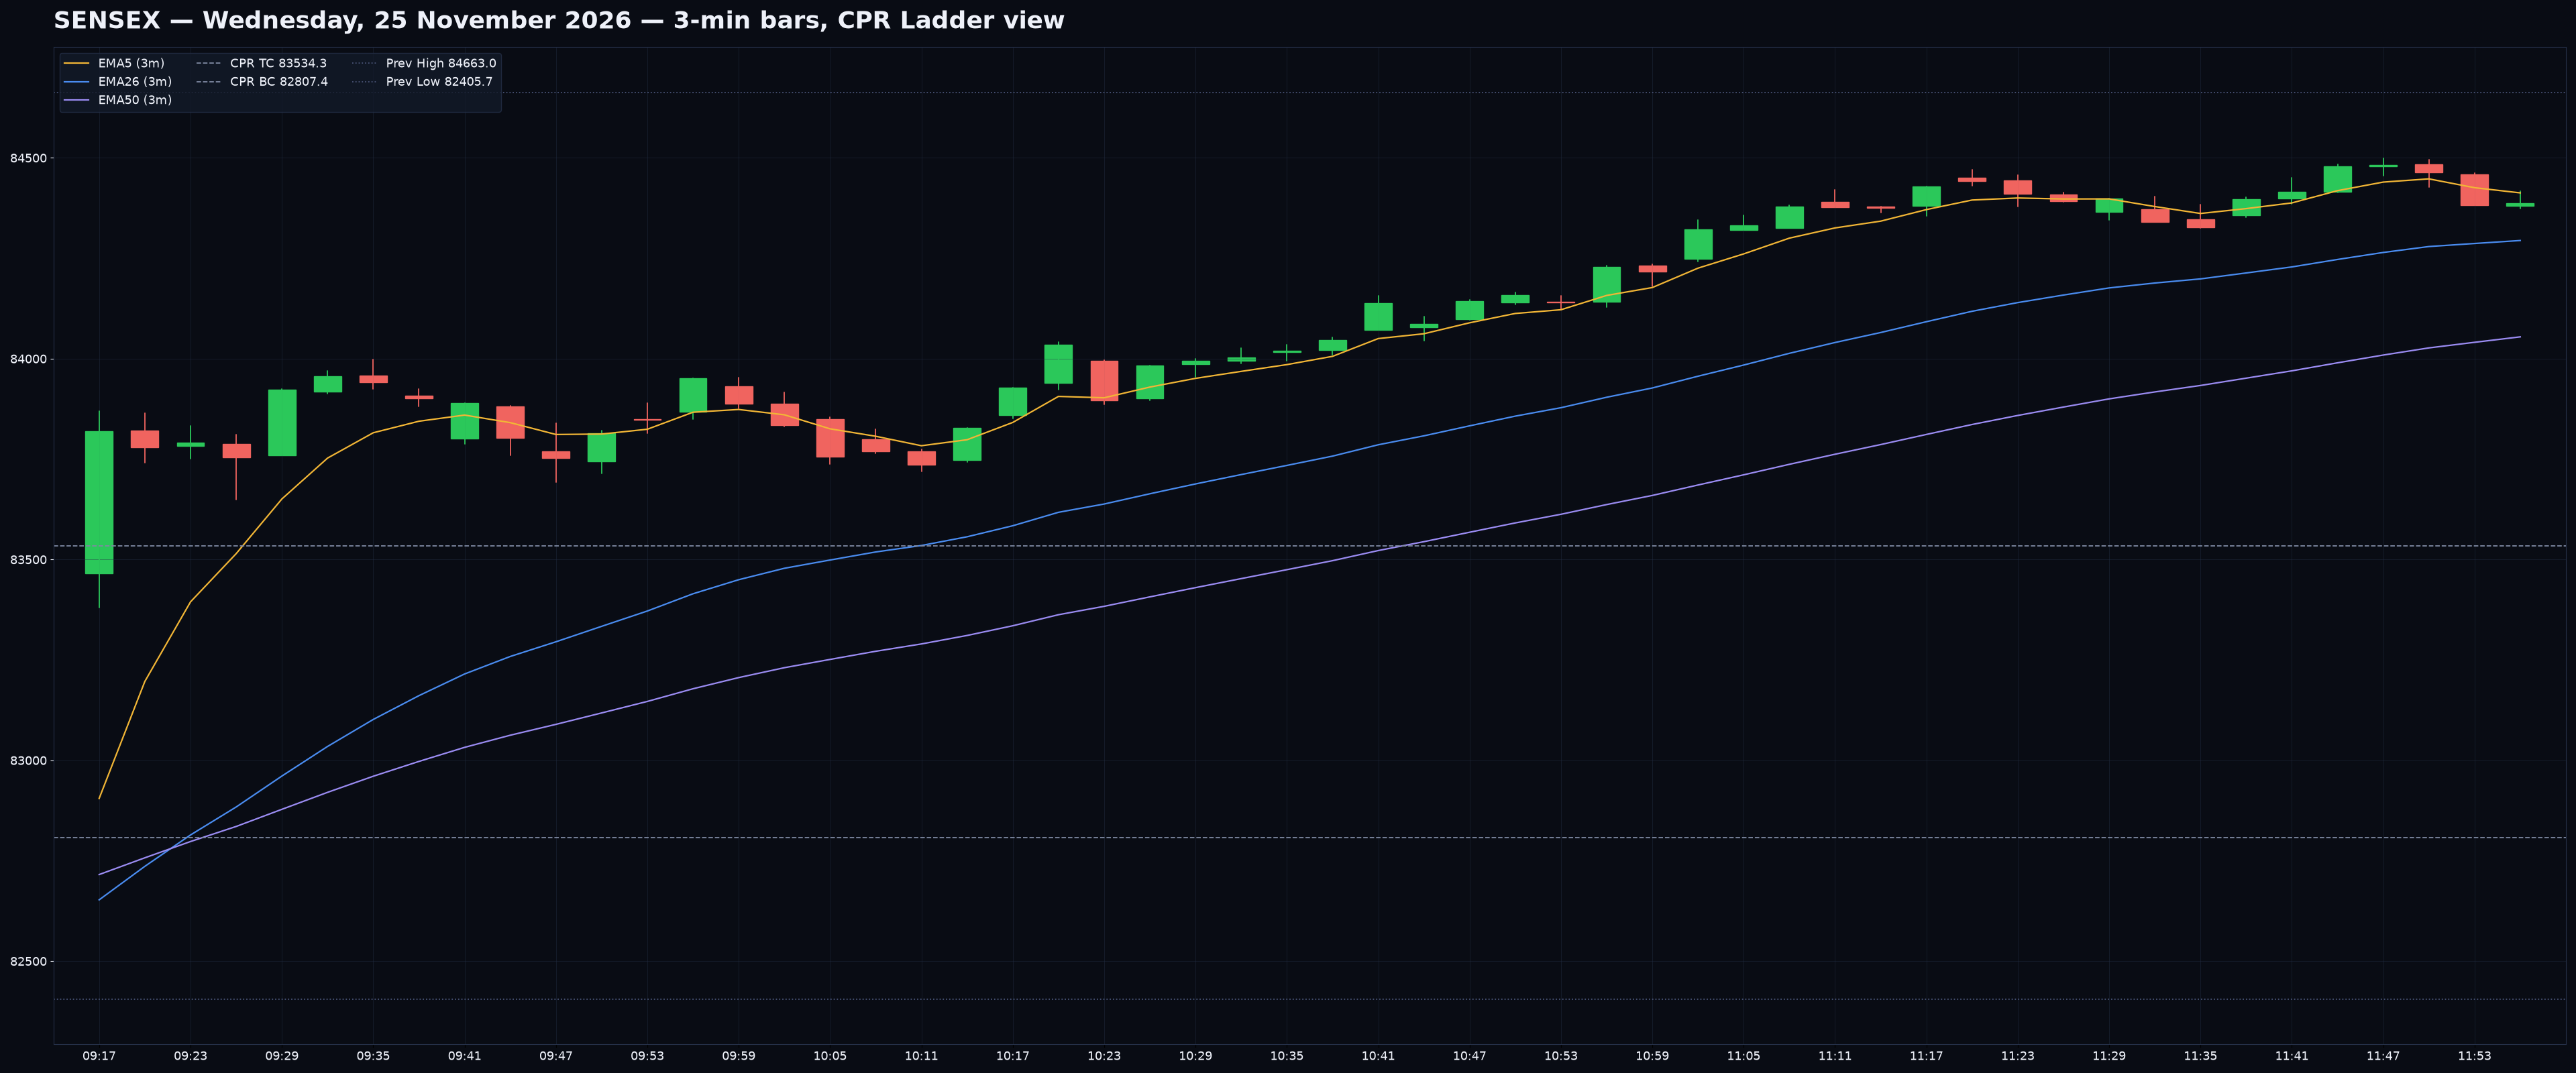 SENSEX — Wednesday, 25 November 2026 — 3-min bars, CPR Ladder view
EMA5 (3m) CPR TC 83534.3 Prev High 84663.0
EMA26 (3m) CPR BC 82807.4 Prev Low 82405.7
EMA50 (3m)
84500
84000
83500
83000
82500
09:17 09:23 09:29 09:35 09:41 09:47 09:53 09:59 10:05 10:11 10:17 10:23 10:29 10:35 10:41 10:47 10:53 10:59 11:05 11:11 11:17 11:23 11:29 11:35 11:41 11:47 11:53